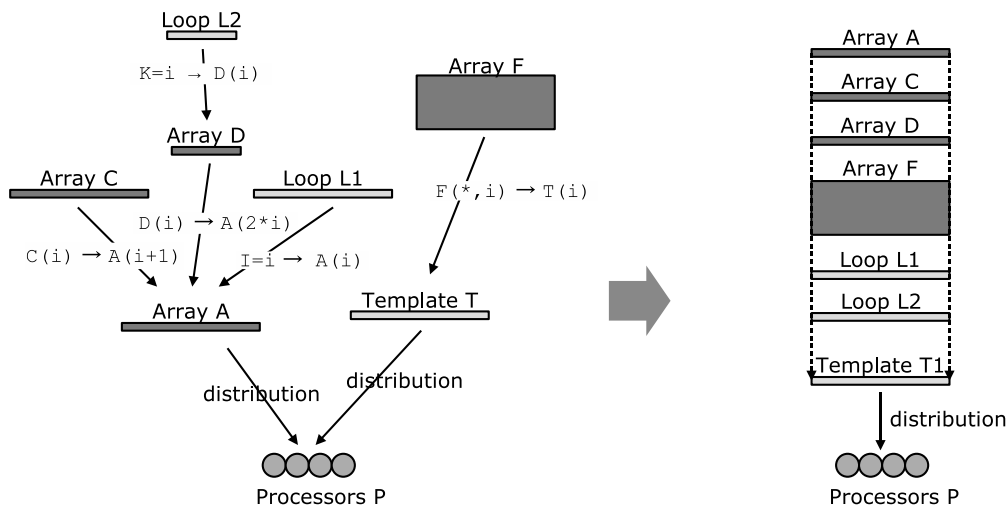 Loop L2
K=i → D(i)
Array D
Array C
Loop L1
D(i) → A(2*i)
C(i) → A(i+1)
I=i → A(i)
Array A
Array F
F(*,i) → T(i)
Template T
distribution
distribution
Processors P
Array A
Array C
Array D
Array F
Loop L1
Loop L2
Template T1
distribution
Processors P